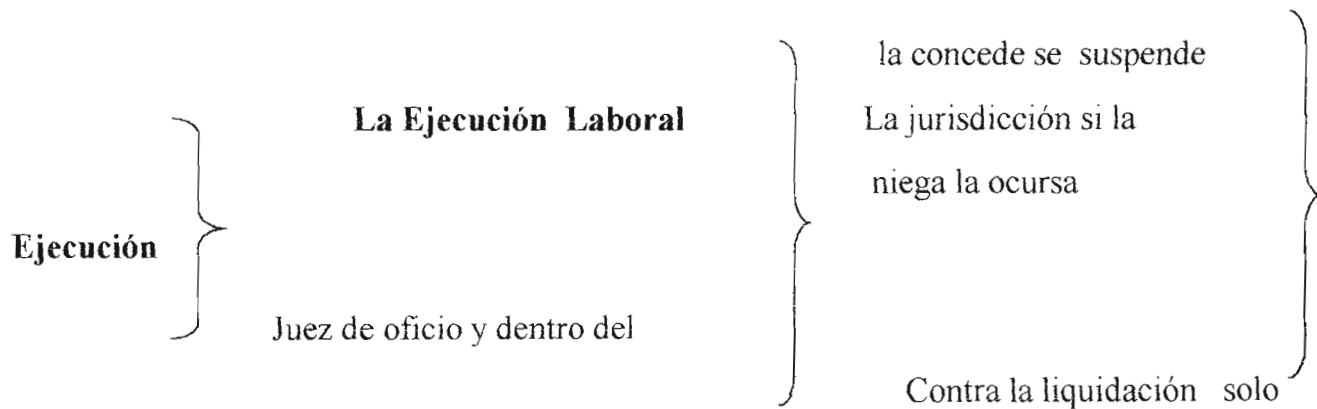 la concede se suspende
La Ejecución Laboral
La jurisdicción si la
niega la ocursa
Ejecución
Juez de oficio y dentro del
Contra la liquidación solo